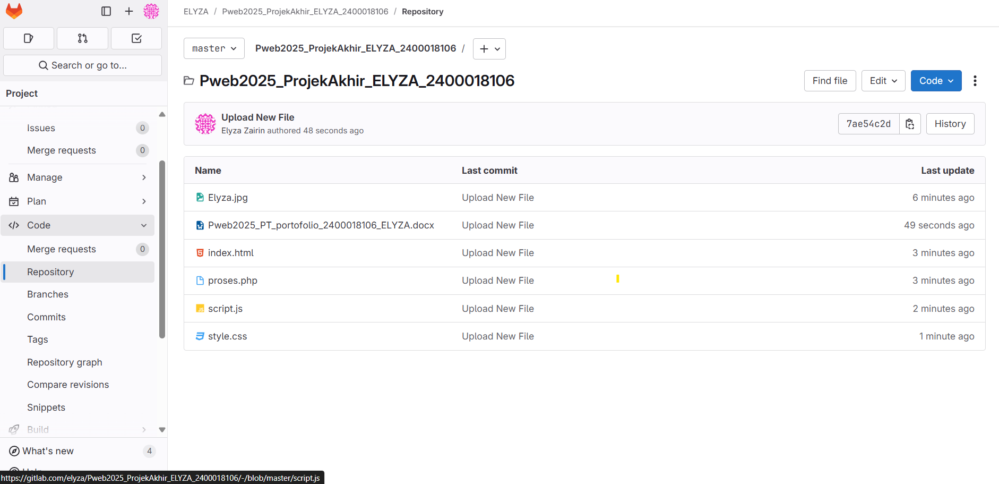 ELYZA / Pweb2025_ProjekAkhir_ELYZA_2400018106 / Repository
Search or go to...
Project
Issues 0
Merge requests 0
Manage
Plan
Code
Merge requests 0
Repository
Branches
Commits
Tags
Repository graph
Compare revisions
Snippets
Build
What's new 4
Help
master Pweb2025_ProjekAkhir_ELYZA_2400018106 /
Pweb2025_ProjekAkhir_ELYZA_2400018106 Find file Edit Code
Upload New File
Elyza Zairin authored 48 seconds ago
7ae54c2d History
Name Last commit Last update
Elyza.jpg Upload New File 6 minutes ago
Pweb2025_PT_portofolio_2400018106_ELYZA.docx Upload New File 49 seconds ago
index.html Upload New File 3 minutes ago
proses.php Upload New File 3 minutes ago
script.js Upload New File 2 minutes ago
style.css Upload New File 1 minute ago
https://gitlab.com/elyza/Pweb2025_ProjekAkhir_ELYZA_2400018106/-/blob/master/script.js